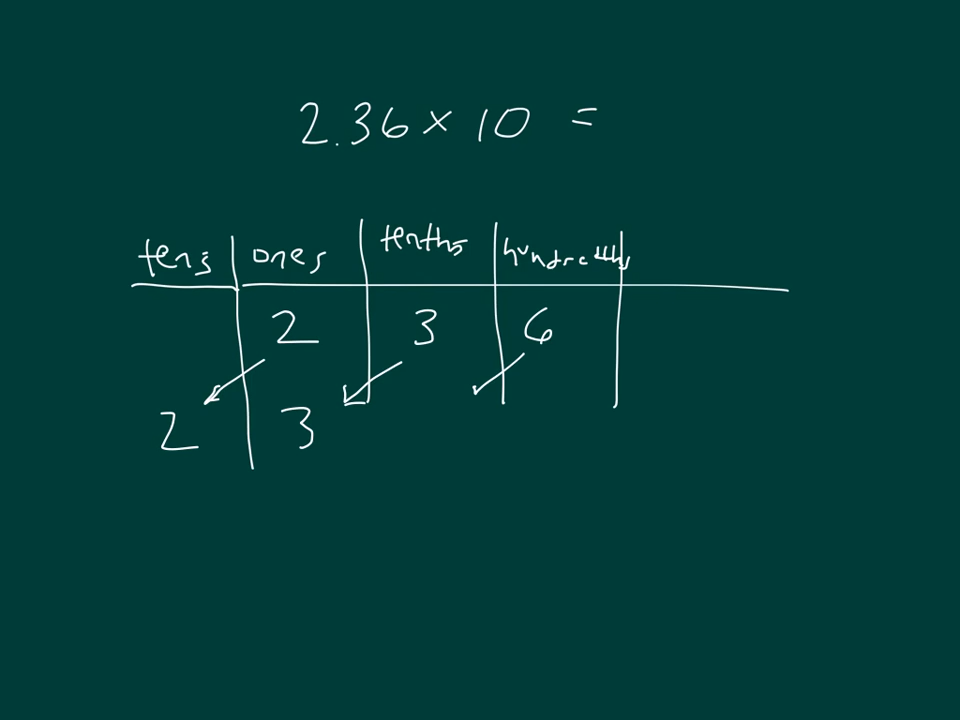 2.36 × 10 =
tens ones tenths hundredths
2 3 6
2 3